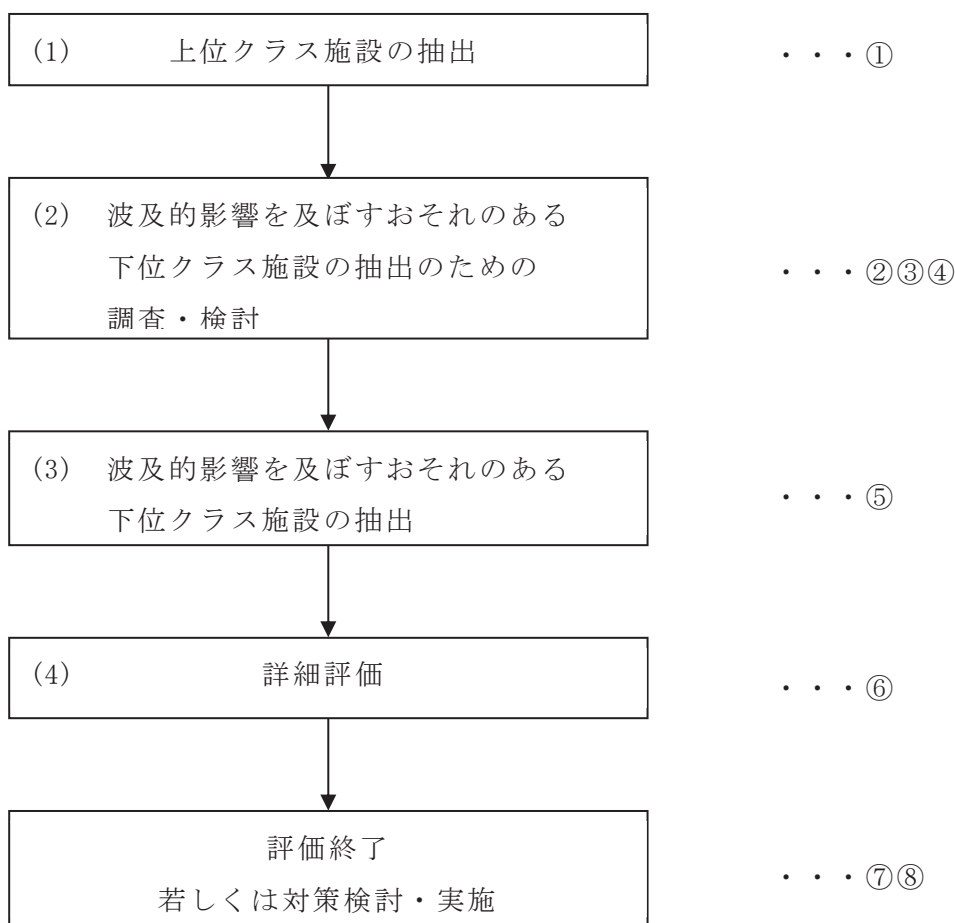 (1) 上位クラス施設の抽出 ・・・①
(2) 波及的影響を及ぼすおそれのある
下位クラス施設の抽出のための ・・・②③④
調査・検討
(3) 波及的影響を及ぼすおそれのある
下位クラス施設の抽出 ・・・⑤
(4) 詳細評価 ・・・⑥
評価終了
若しくは対策検討・実施 ・・・⑦⑧